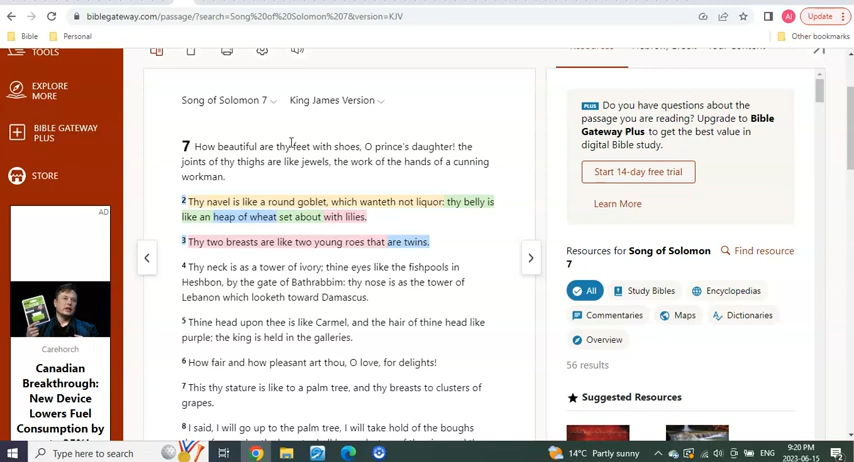 biblegateway.com/passage/?search=Song%20of%20Solomon%207&version=KJV
AI
Update
Bible
Personal
Other bookmarks
TOOLS
EXPLORE
MORE
BIBLE GATEWAY
PLUS
STORE
AD
Carehorch
Canadian
Breakthrough:
New Device
Lowers Fuel
Consumption by
Song of Solomon 7
King James Version
7 How beautiful are thy feet with shoes, O prince's daughter! the
joints of thy thighs are like jewels, the work of the hands of a cunning
workman.
2 Thy navel is like a round goblet, which wanteth not liquor: thy belly is
like an heap of wheat set about with lilies.
3 Thy two breasts are like two young roes that are twins.
4 Thy neck is as a tower of ivory; thine eyes like the fishpools in
Heshbon, by the gate of Bathrabbim: thy nose is as the tower of
Lebanon which looketh toward Damascus.
5 Thine head upon thee is like Carmel, and the hair of thine head like
purple; the king is held in the galleries.
6 How fair and how pleasant art thou, O love, for delights!
7 This thy stature is like to a palm tree, and thy breasts to clusters of
grapes.
8 I said, I will go up to the palm tree, I will take hold of the boughs
PLUS Do you have questions about the
passage you are reading? Upgrade to Bible
Gateway Plus to get the best value in
digital Bible study.
Start 14-day free trial
Learn More
Resources for Song of Solomon
7
Find resource
All
Study Bibles
Encyclopedias
Commentaries
Maps
Dictionaries
Overview
56 results
Suggested Resources
Type here to search
14°C Partly sunny
ENG
9:20 PM
2023-06-15
2